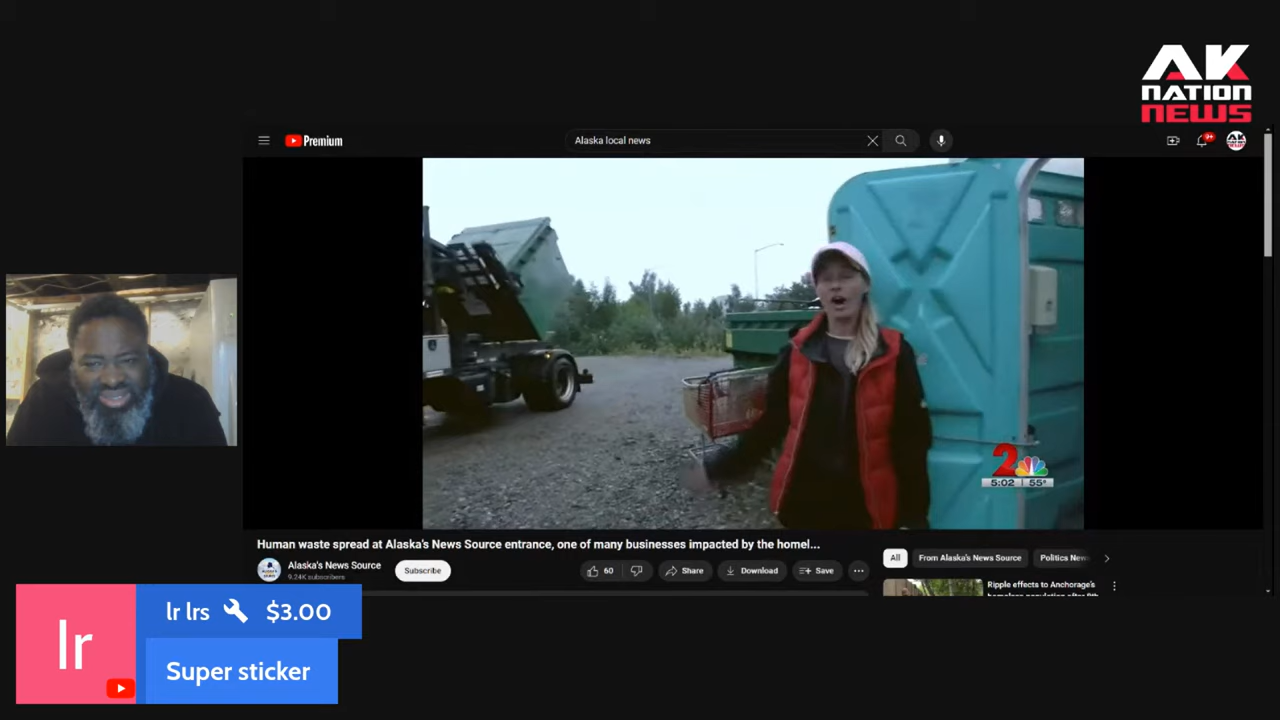 AK
NATION
NEWS
Premium
Alaska local news
9+
2
5:02 55°
Human waste spread at Alaska's News Source entrance, one of many businesses impacted by the homel...
Alaska's News Source
9.24K subscribers
Subscribe
60
Share
Download
Save
All
From Alaska's News Source
Politics New
Ripple effects to Anchorage's
homeless population after 9th
lr
lr lrs $3.00
Super sticker